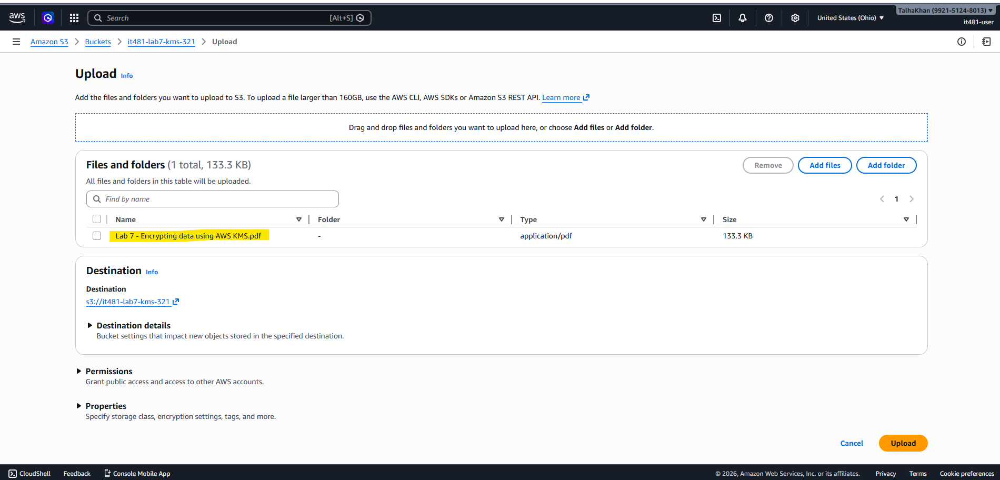 aws
Search
[Alt+S]
United States (Ohio)
TalhaKhan (9921-5124-8013)
it481-user
Amazon S3
Buckets
it481-lab7-kms-321
Upload
Upload
Info
Add the files and folders you want to upload to S3. To upload a file larger than 160GB, use the AWS CLI, AWS SDKs or Amazon S3 REST API. Learn more
Drag and drop files and folders you want to upload here, or choose Add files or Add folder.
Files and folders (1 total, 133.3 KB)
Remove
Add files
Add folder
All files and folders in this table will be uploaded.
Find by name
1
Name
Folder
Type
Size
Lab 7 - Encrypting data using AWS KMS.pdf
-
application/pdf
133.3 KB
Destination
Info
Destination
s3://it481-lab7-kms-321
Destination details
Bucket settings that impact new objects stored in the specified destination.
Permissions
Grant public access and access to other AWS accounts.
Properties
Specify storage class, encryption settings, tags, and more.
Cancel
Upload
CloudShell
Feedback
Console Mobile App
© 2026, Amazon Web Services, Inc. or its affiliates.
Privacy
Terms
Cookie preferences